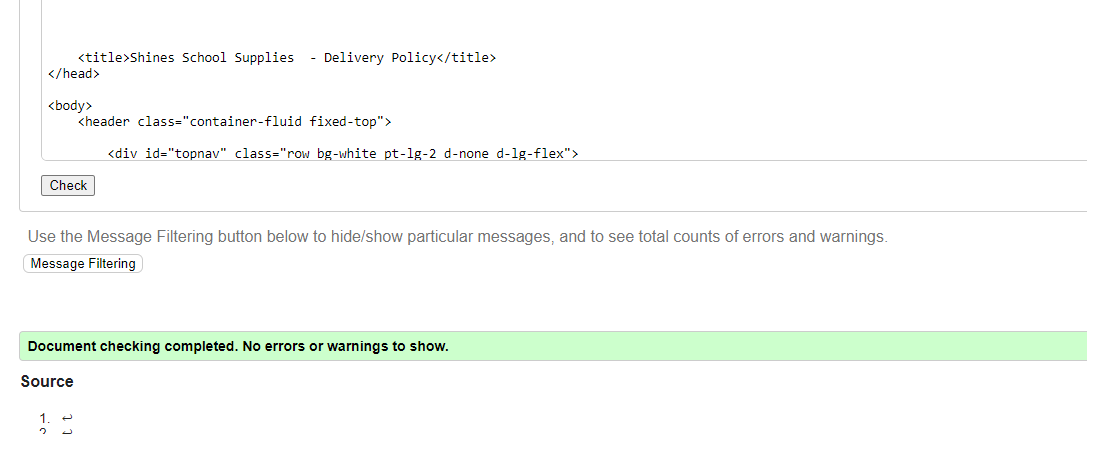 <title>Shines School Supplies  - Delivery Policy</title>
</head>
<body>
<header class="container-fluid fixed-top">
<div id="topnav" class="row bg-white pt-lg-2 d-none d-lg-flex">
Check
Use the Message Filtering button below to hide/show particular messages, and to see total counts of errors and warnings.
Message Filtering
Document checking completed. No errors or warnings to show.
Source
1. ↩
2. ↩